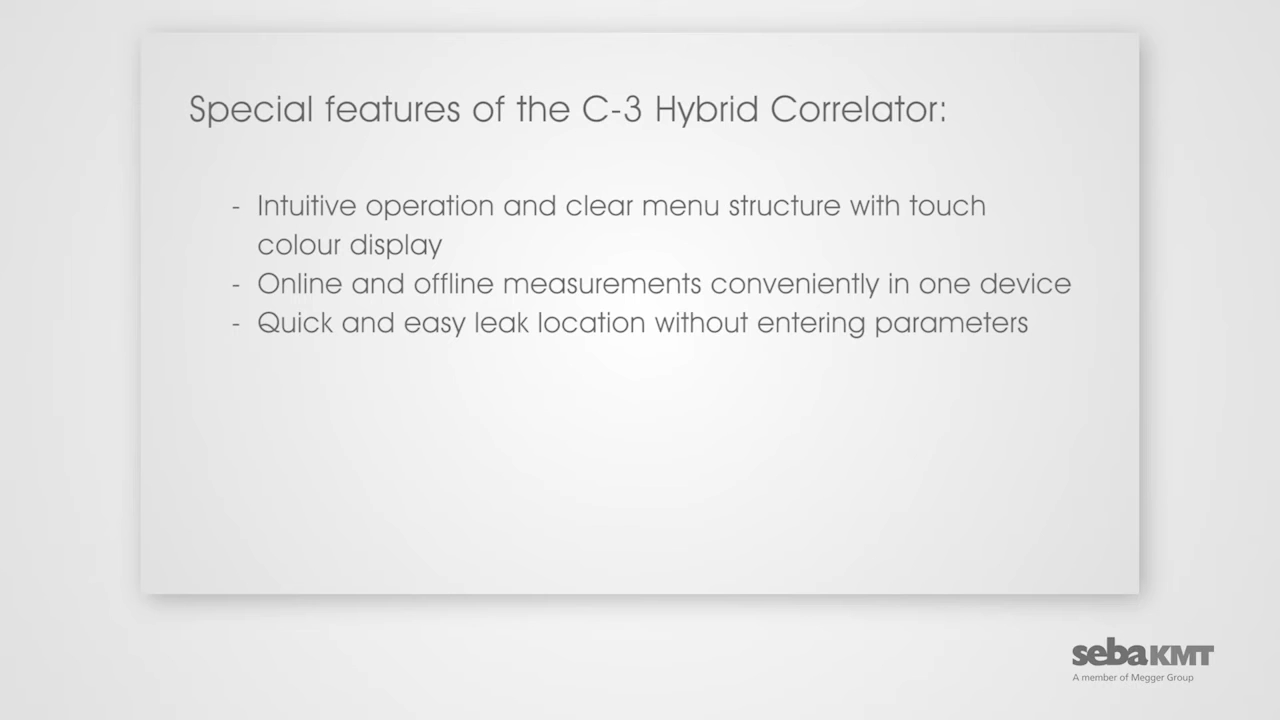 Special features of the C-3 Hybrid Correlator:
- Intuitive operation and clear menu structure with touch
colour display
- Online and offline measurements conveniently in one device
- Quick and easy leak location without entering parameters
sebaKMT
A member of Megger Group